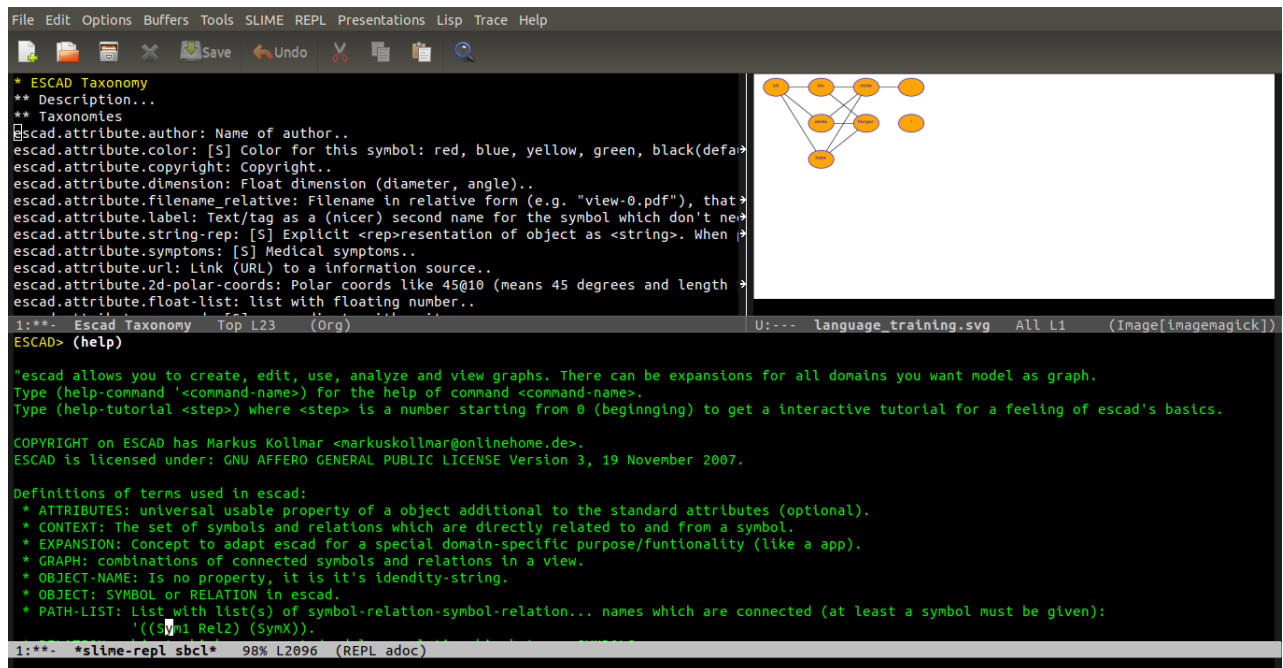 File Edit Options Buffers Tools SLIME REPL Presentations Lisp Trace Help
Save Undo
* ESCAD Taxonomy
** Description...
** Taxonomies
escad.attribute.author: Name of author..
escad.attribute.color: [S] Color for this symbol: red, blue, yellow, green, black(defau
escad.attribute.copyright: Copyright..
escad.attribute.dimension: Float dimension (diameter, angle)..
escad.attribute.filename_relative: Filename in relative form (e.g. "view-0.pdf"), that
escad.attribute.label: Text/tag as a (nicer) second name for the symbol which don't ne
escad.attribute.string-rep: [S] Explicit <rep>resentation of object as <string>. When
escad.attribute.symptoms: [S] Medical symptoms..
escad.attribute.url: Link (URL) to a information source..
escad.attribute.2d-polar-coords: Polar coords like 45@10 (means 45 degrees and length
escad.attribute.float-list: list with floating number..
1:**- Escad Taxonomy Top L23 (Org)
U:--- language_training.svg All L1 (Image[imagemagick])
ESCAD> (help)
"escad allows you to create, edit, use, analyze and view graphs. There can be expansions for all domains you want model as graph.
Type (help-command '<command-name>) for the help of command <command-name>.
Type (help-tutorial <step>) where <step> is a number starting from 0 (beginnging) to get a interactive tutorial for a feeling of escad's basics.
COPYRIGHT on ESCAD has Markus Kollmar <markuskollmar@onlinehome.de>.
ESCAD is licensed under: GNU AFFERO GENERAL PUBLIC LICENSE Version 3, 19 November 2007.
Definitions of terms used in escad:
* ATTRIBUTES: universal usable property of a object additional to the standard attributes (optional).
* CONTEXT: The set of symbols and relations which are directly related to and from a symbol.
* EXPANSION: Concept to adapt escad for a special domain-specific purpose/funtionality (like a app).
* GRAPH: combinations of connected symbols and relations in a view.
* OBJECT-NAME: Is no property, it is it's idendity-string.
* OBJECT: SYMBOL or RELATION in escad.
* PATH-LIST: List with list(s) of symbol-relation-symbol-relation... names which are connected (at least a symbol must be given):
'((Sym1 Rel2) (SymX)).
1:**- *slime-repl sbcl* 98% L2096 (REPL adoc)